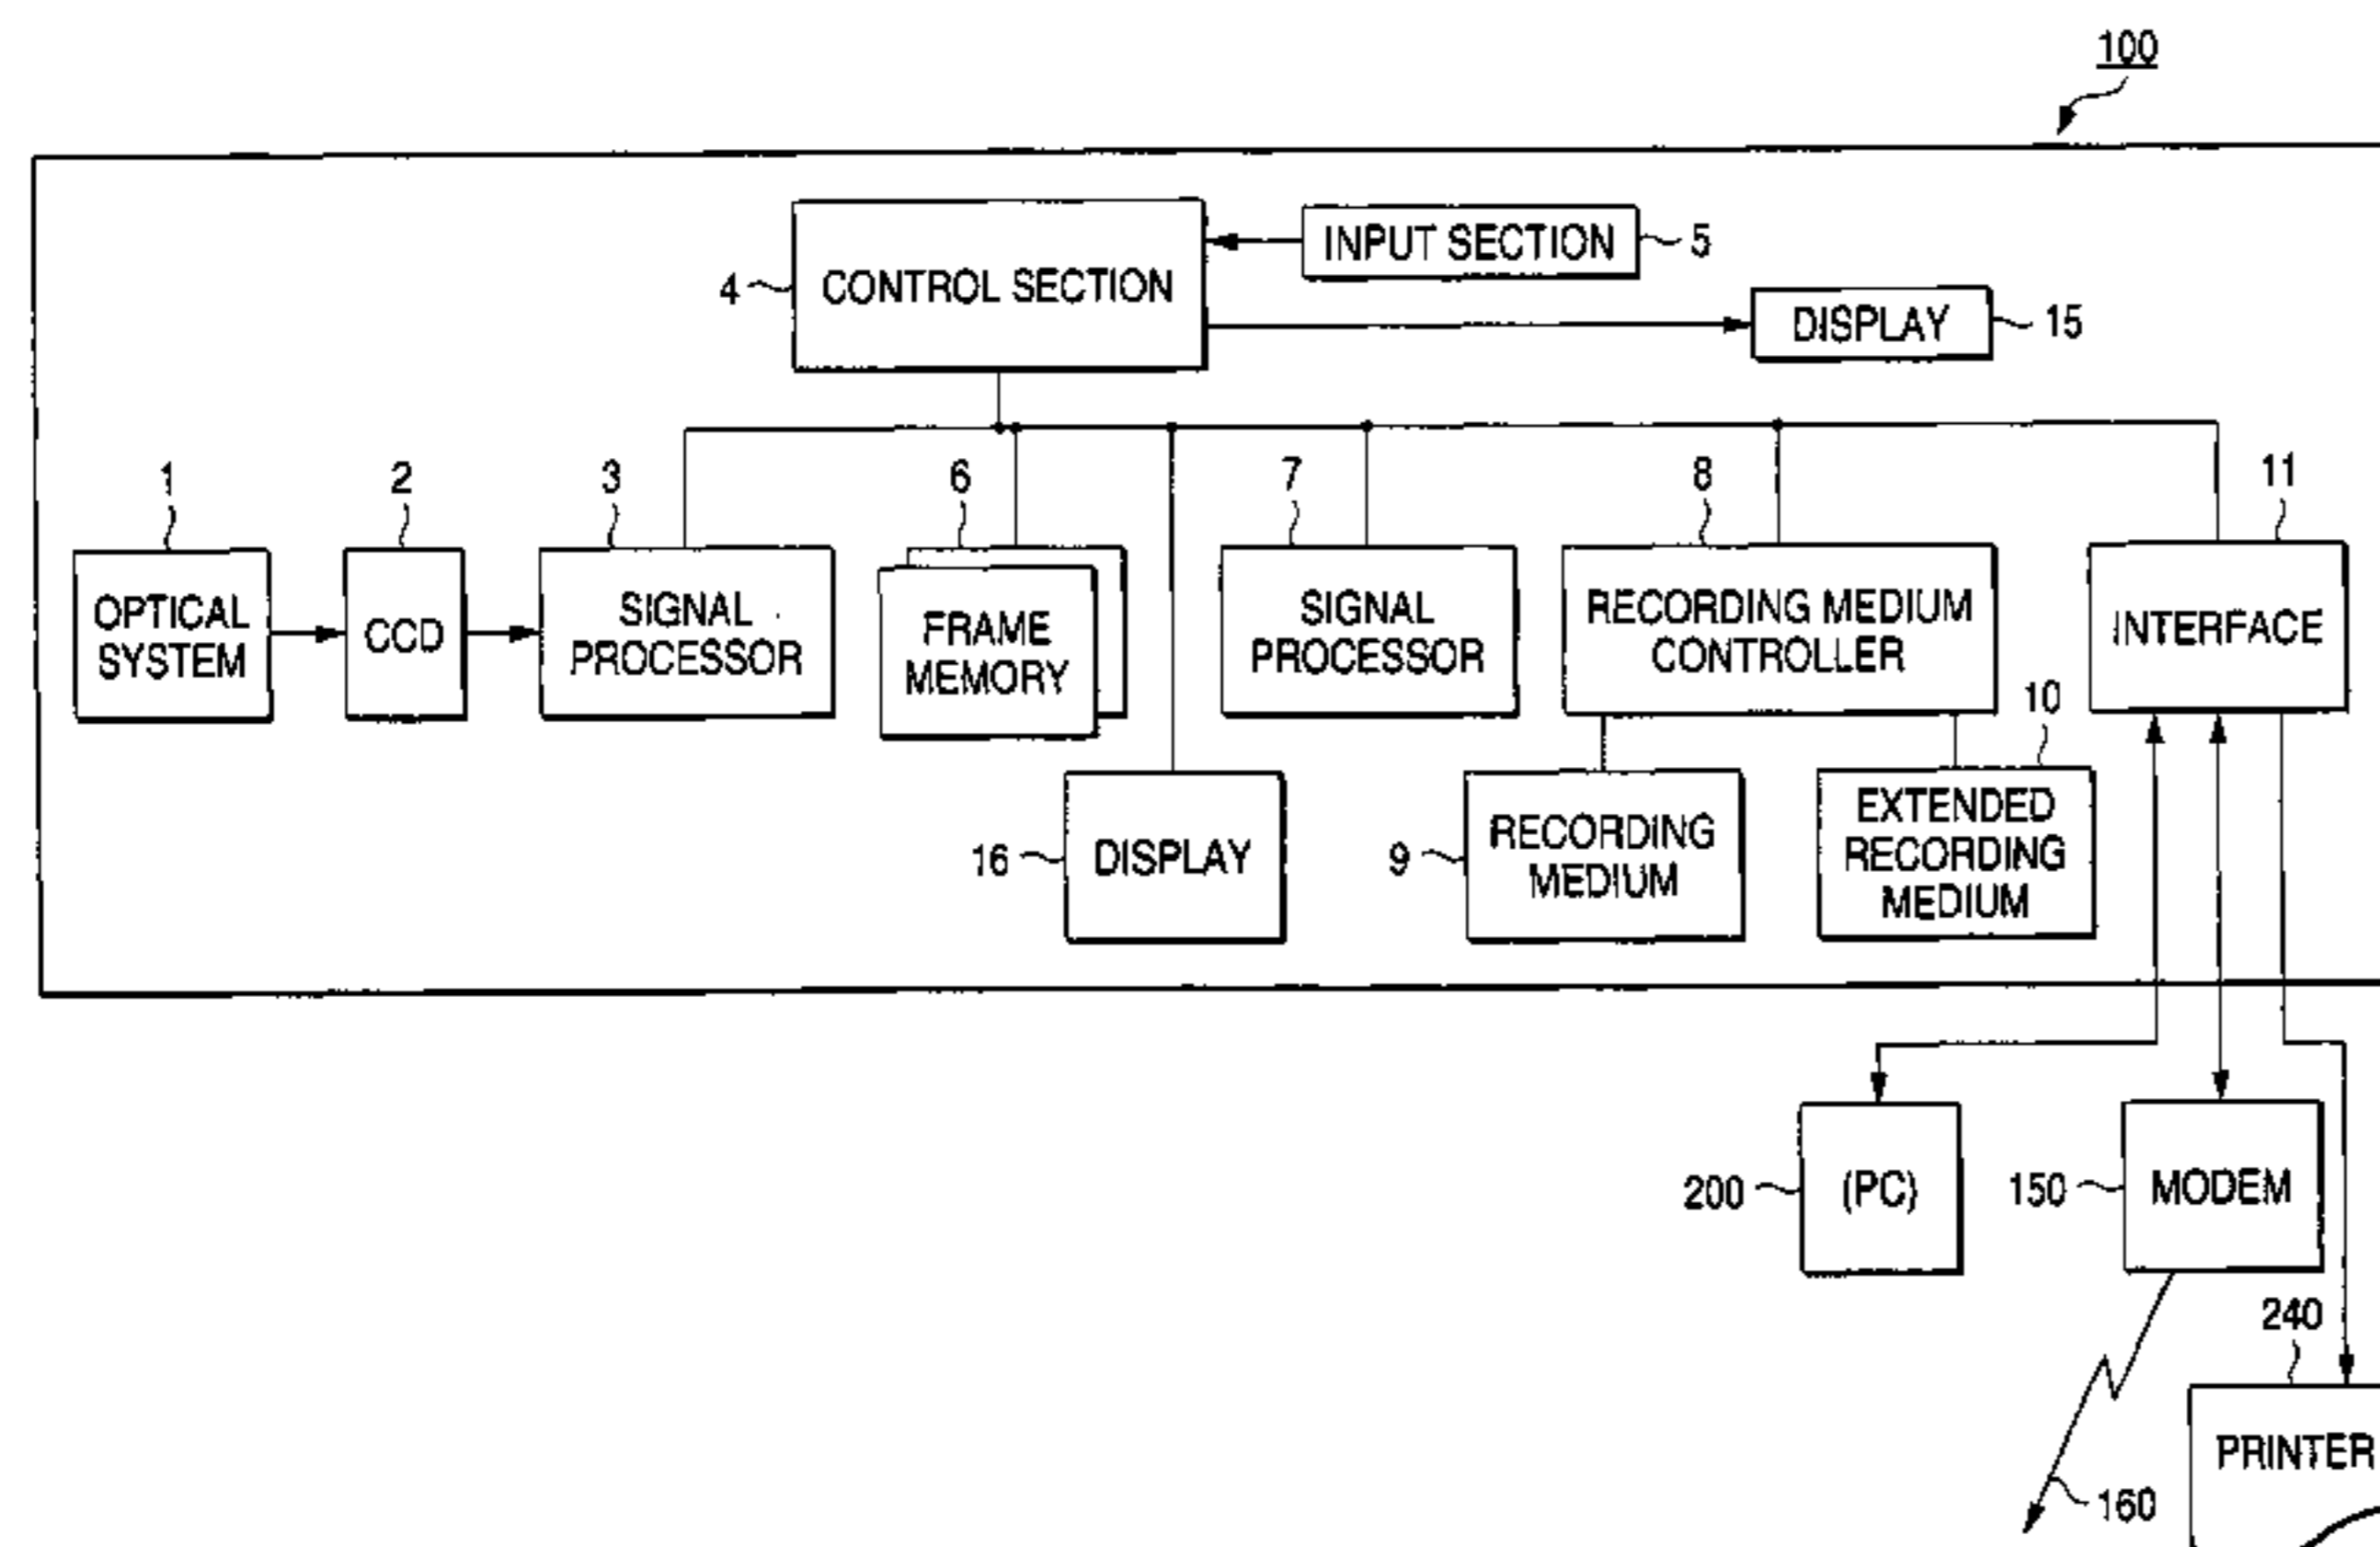 100
CONTROL SECTION
4
INPUT SECTION
5
DISPLAY
15
1
2
3
6
7
8
11
OPTICAL
SYSTEM
CCD
SIGNAL
PROCESSOR
FRAME
MEMORY
SIGNAL
PROCESSOR
RECORDING MEDIUM
CONTROLLER
INTERFACE
10
16
DISPLAY
9
RECORDING
MEDIUM
EXTENDED
RECORDING
MEDIUM
200
(PC)
150
MODEM
240
PRINTER
160